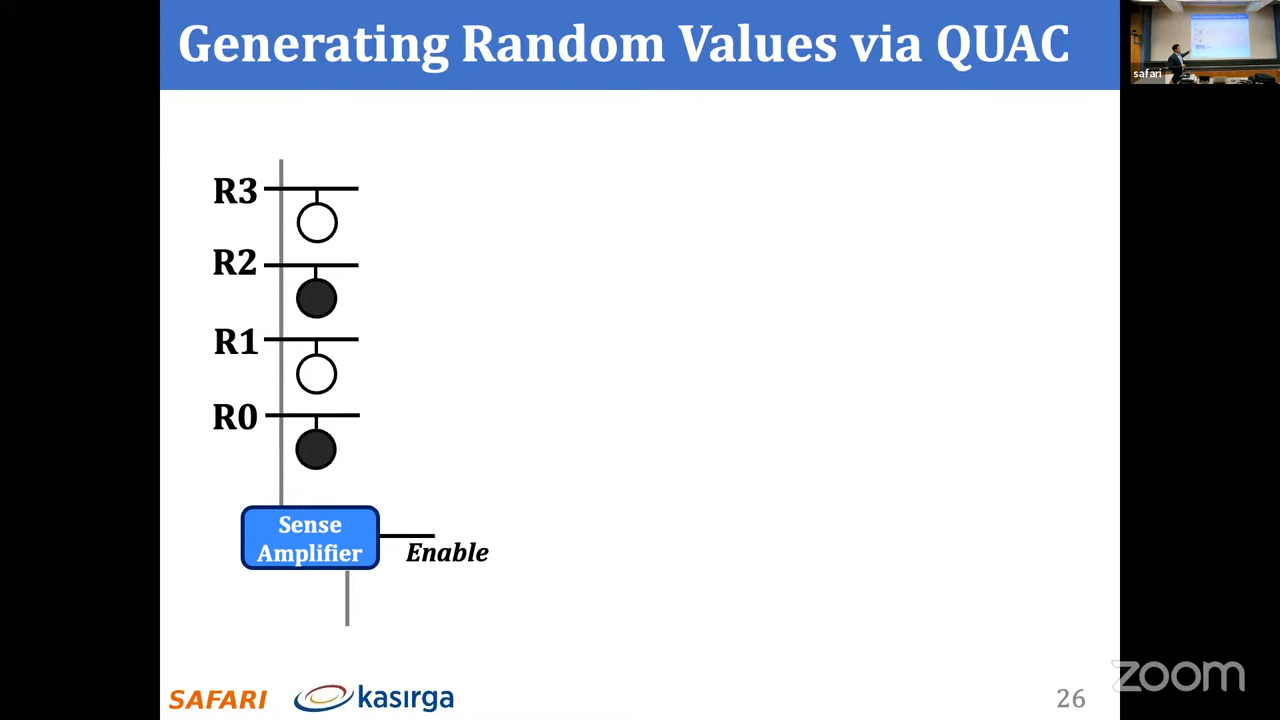 Generating Random Values via QUAC
safari
R3
R2
R1
R0
Sense
Amplifier
Enable
SAFARI
kasırga
26
zoom